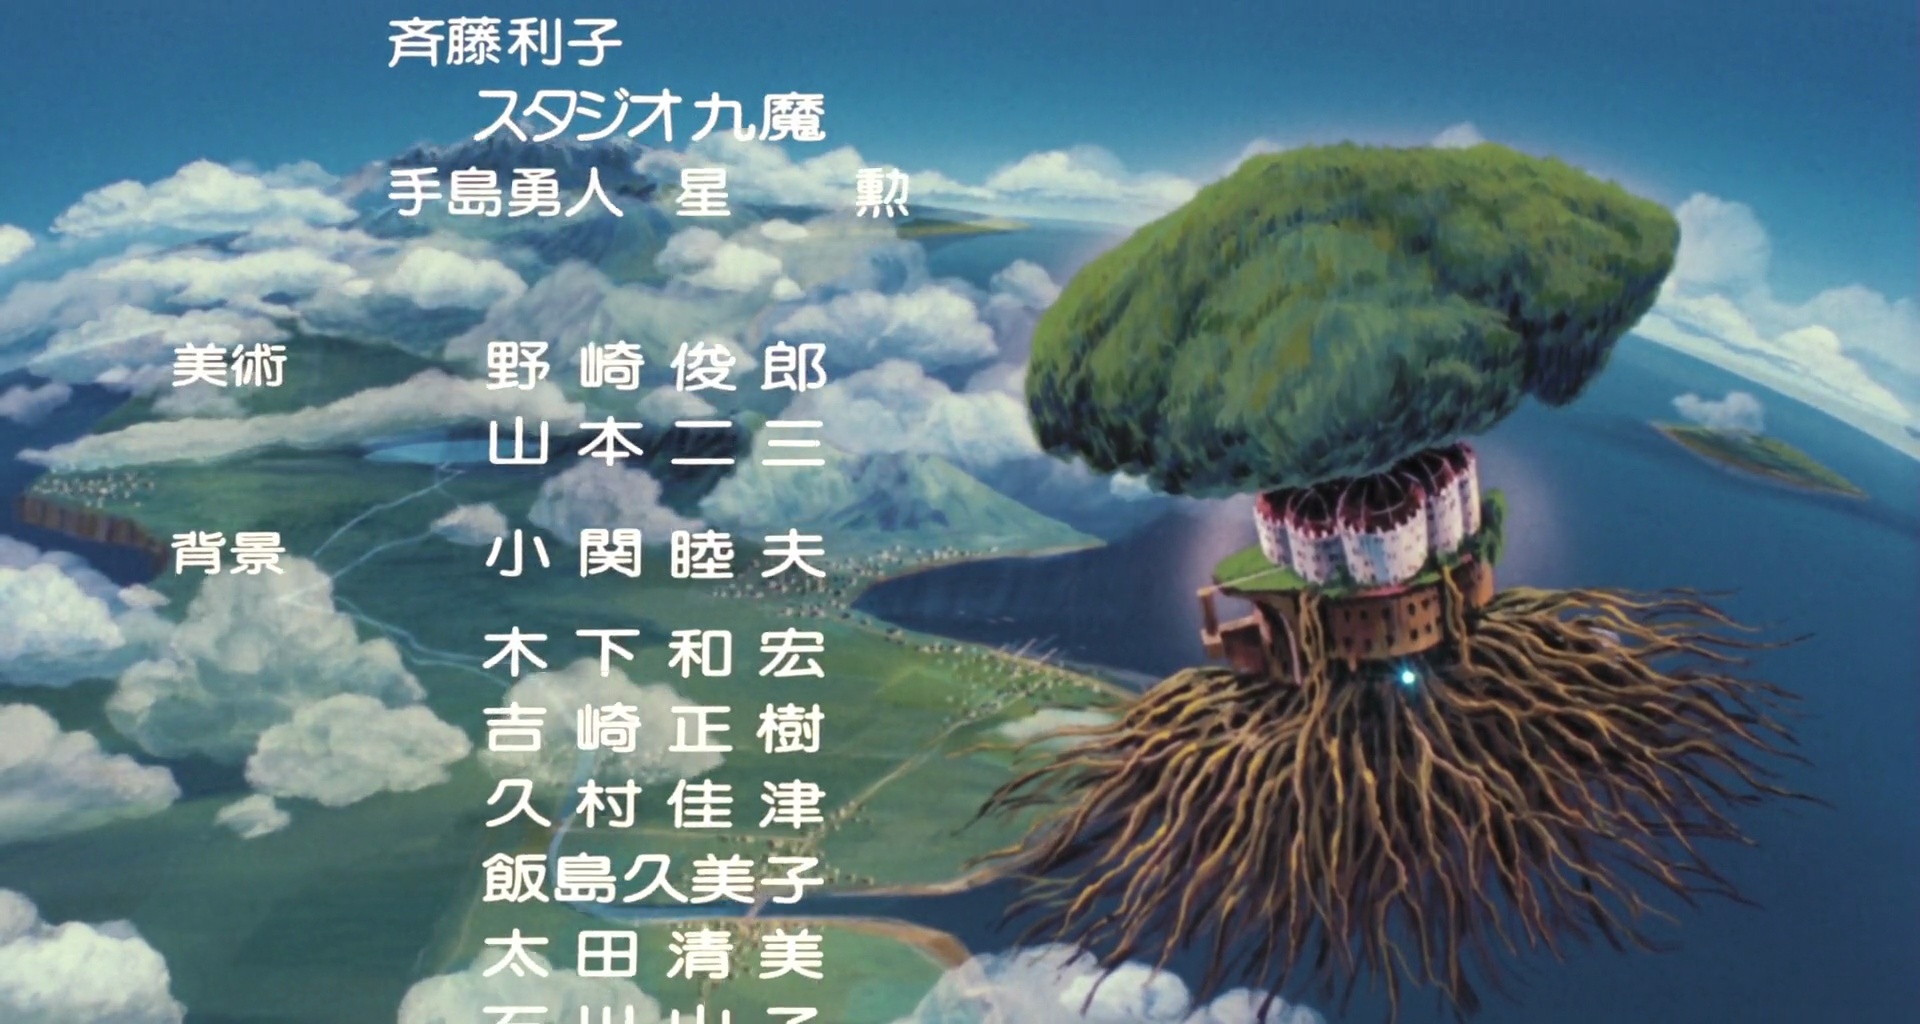 斉藤利子
スタジオ九魔
手島勇人 星　勲
美術 野崎俊郎
山本二三
背景 小関睦夫
木下和宏
吉崎正樹
久村佳津
飯島久美子
太田清美